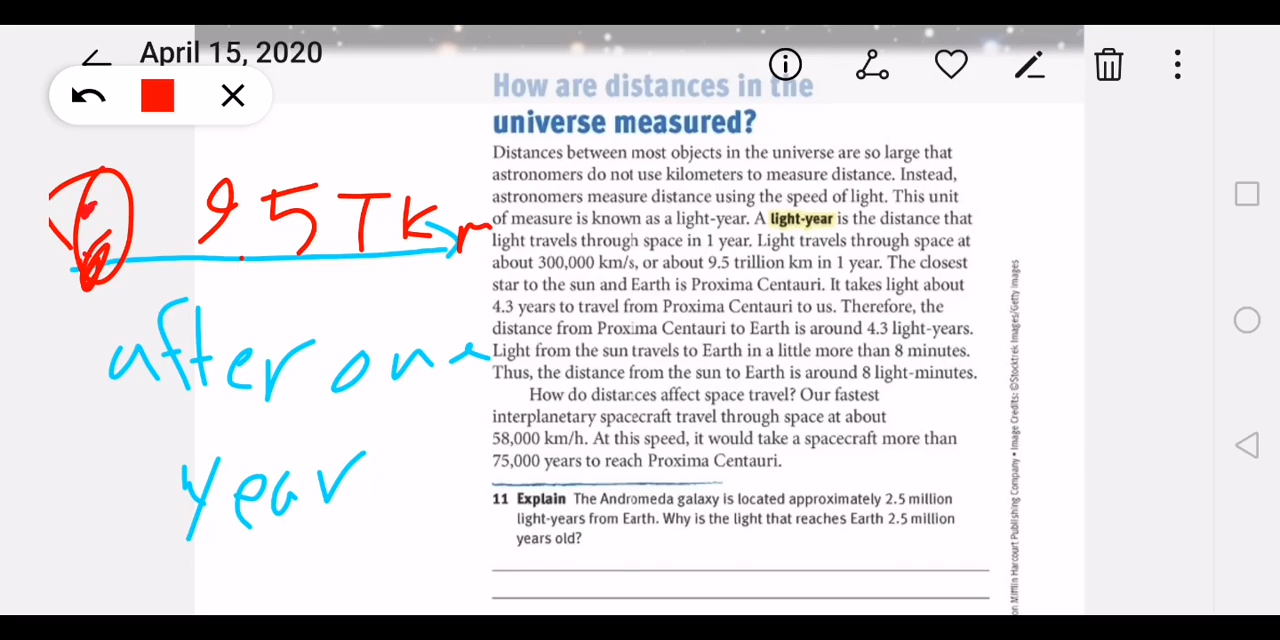 April 15, 2020
How are distances in the
universe measured?
Distances between most objects in the universe are so large that
astronomers do not use kilometers to measure distance. Instead,
astronomers measure distance using the speed of light. This unit
of measure is known as a light-year. A light-year is the distance that
light travels through space in 1 year. Light travels through space at
about 300,000 km/s, or about 9.5 trillion km in 1 year. The closest
star to the sun and Earth is Proxima Centauri. It takes light about
4.3 years to travel from Proxima Centauri to us. Therefore, the
distance from Proxima Centauri to Earth is around 4.3 light-years.
Light from the sun travels to Earth in a little more than 8 minutes.
Thus, the distance from the sun to Earth is around 8 light-minutes.
How do distances affect space travel? Our fastest
interplanetary spacecraft travel through space at about
58,000 km/h. At this speed, it would take a spacecraft more than
75,000 years to reach Proxima Centauri.
11 Explain The Andromeda galaxy is located approximately 2.5 million
light-years from Earth. Why is the light that reaches Earth 2.5 million
years old?
9.5 TKm
after one
year
Mifflin Harcourt Publishing Company • Image Credits: ©Stocktrek Images/Getty Images